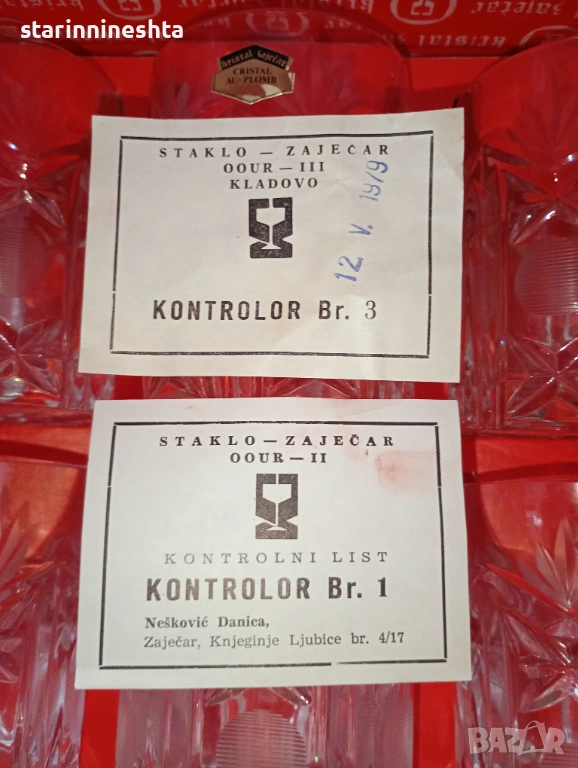 starinnineshta
kristal zaječar
CRISTAL
AU-PLOMB
STAKLO — ZAJEČAR
OOUR — III
KLADOVO
12. V. 1979
KONTROLOR Br. 3
STAKLO — ZAJEČAR
OOUR — II
KONTROLNI LIST
KONTROLOR Br. 1
Nešković Danica,
Zaječar, Knjeginje Ljubice br. 4/17
BAZAR